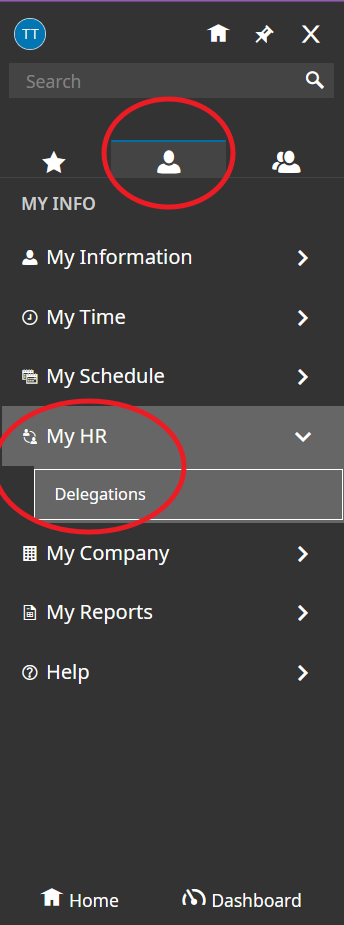 TT
Search
MY INFO
My Information
My Time
My Schedule
My HR
Delegations
My Company
My Reports
Help
Home Dashboard